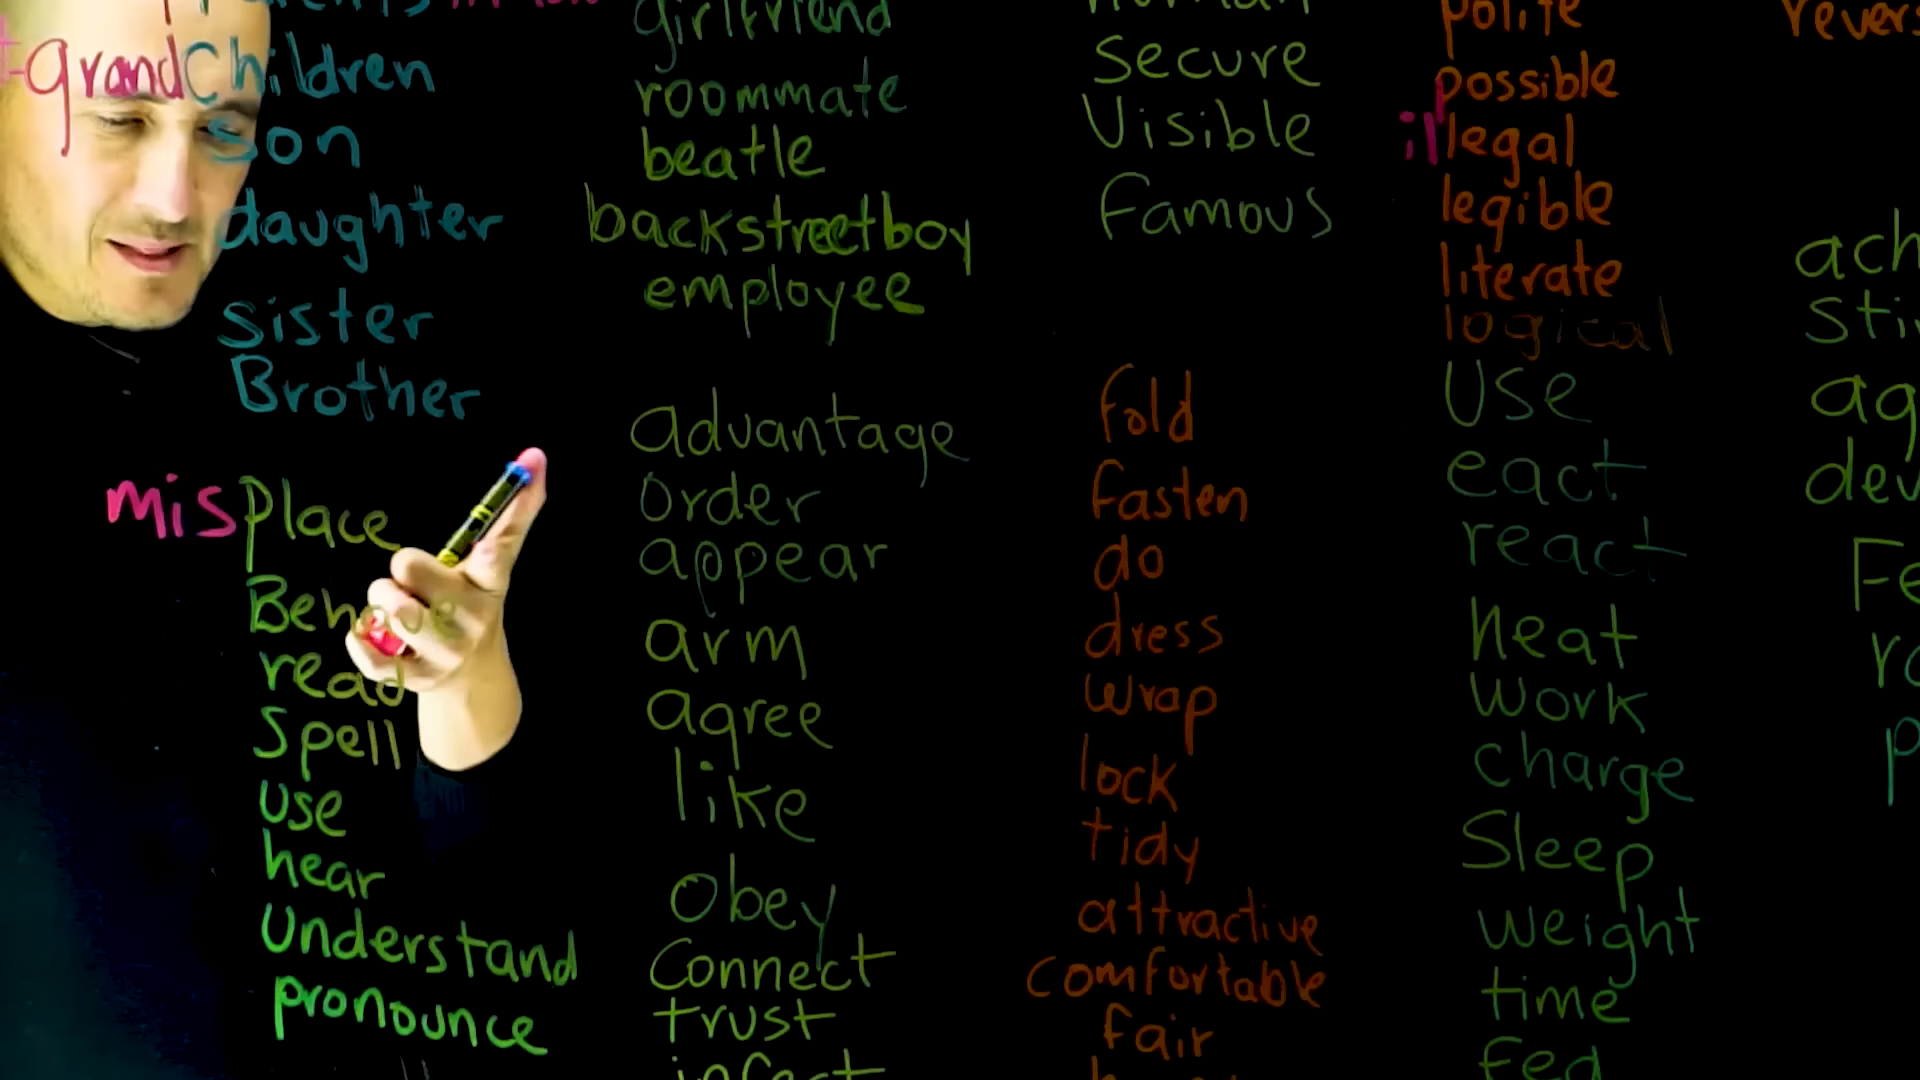 grandchildren
son
daughter
sister
Brother
misplace
read
Spell
use
hear
Understand
pronounce
girlfriend
roommate
beatle
backstreetboy
employee
advantage
order
appear
arm
agree
like
obey
Connect
trust
infect
Secure
Visible
Famous
fold
fasten
do
dress
wrap
lock
tidy
attractive
comfortable
fair
polite
possible
illegal
legible
literate
logical
USE
eact
react
heat
work
charge
Sleep
weight
time